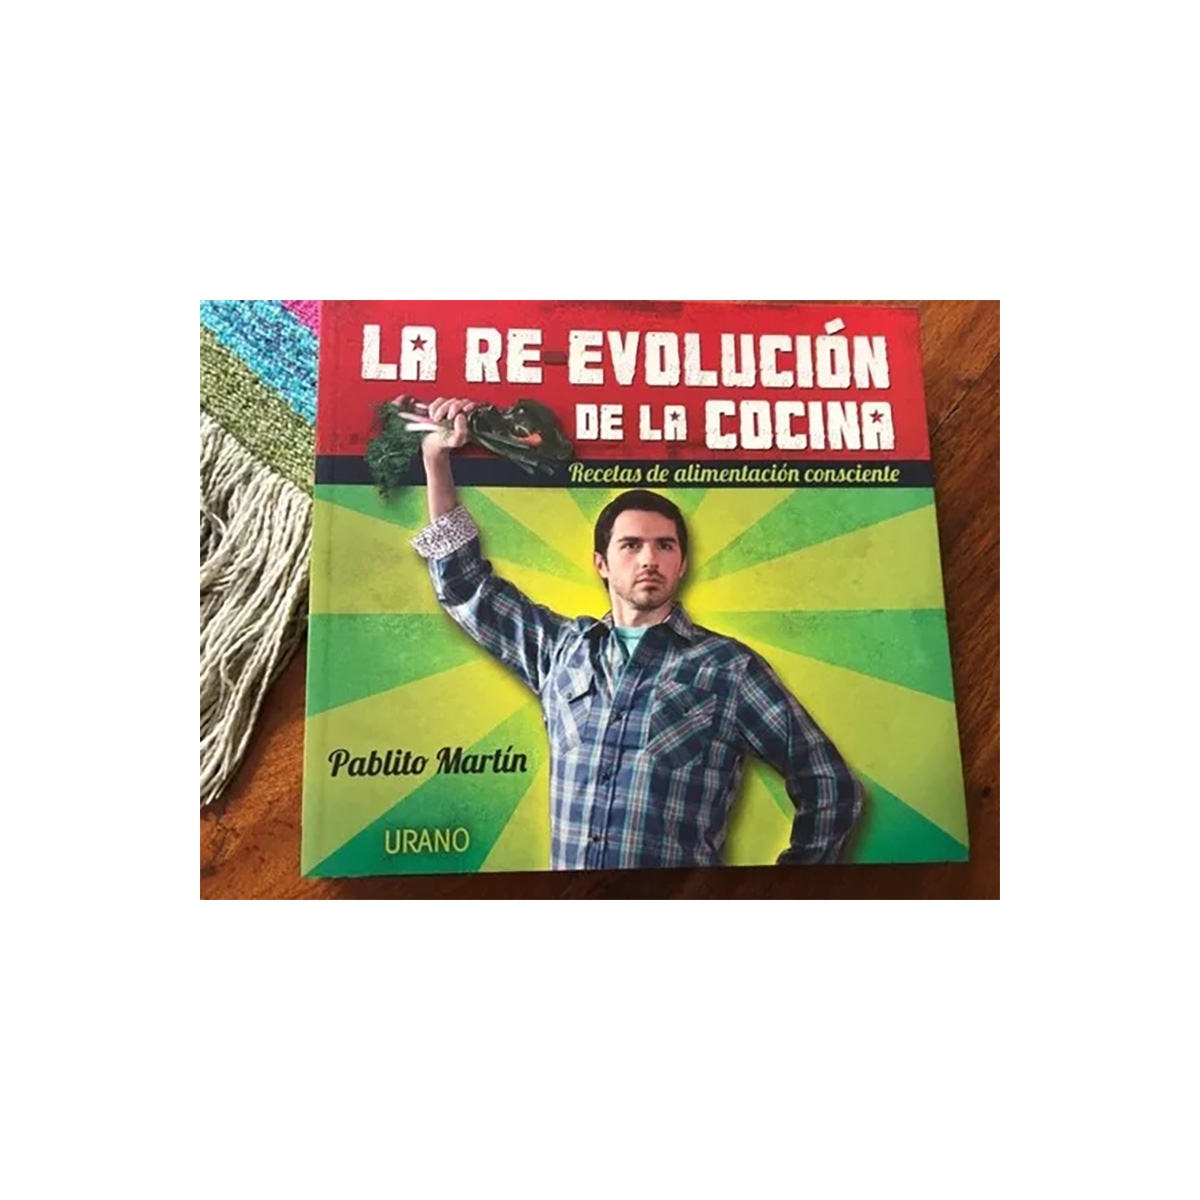 LA RE-EVOLUCIÓN
DE LA COCINA
Recetas de alimentación consciente
Pablito Martín
URANO